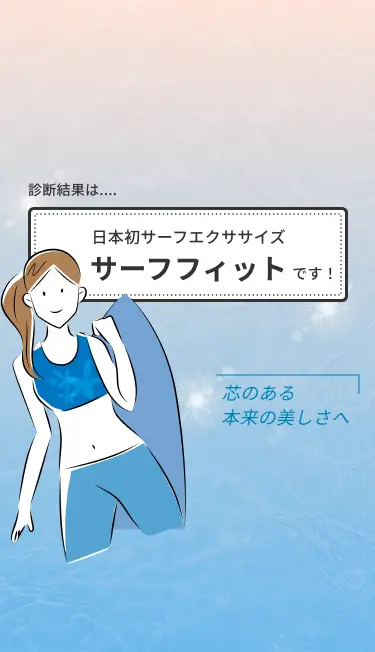 診断結果は....
日本初サーフエクササイズ
サーフフィットです！
芯のある
本来の美しさへ